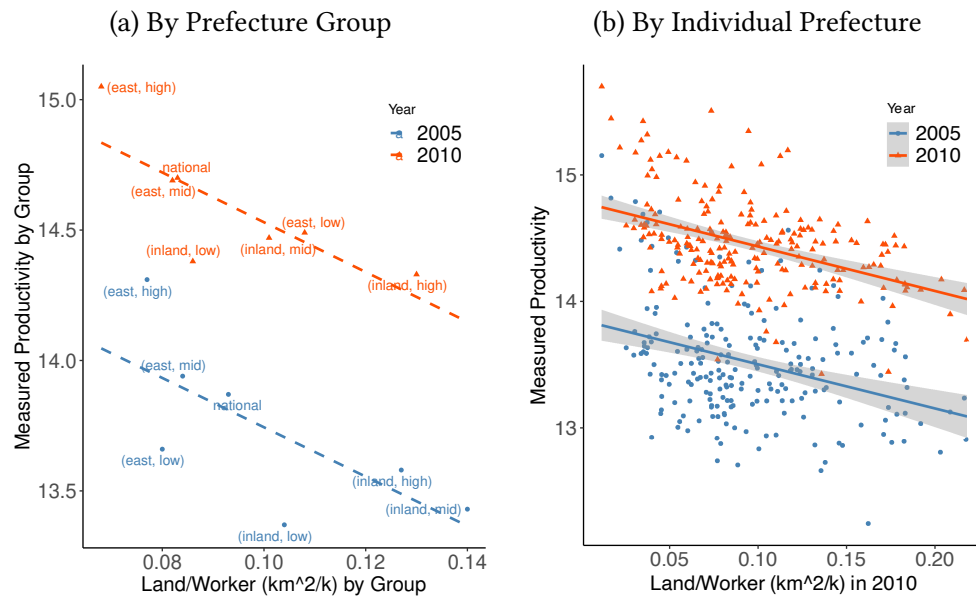 (a) By Prefecture Group
15.0
14.5
14.0
13.5
0.08
0.10
0.12
0.14
Measured Productivity by Group
Land/Worker (km^2/k) by Group
Year
2005
2010
(east, high)
national
(east, mid)
(inland, low)
(east, low)
(inland, mid)
(inland, high)
(east, high)
(east, mid)
national
(east, low)
(inland, high)
(inland, mid)
(inland, low)
(b) By Individual Prefecture
15
14
13
0.05
0.10
0.15
0.20
Measured Productivity
Land/Worker (km^2/k) in 2010
Year
2005
2010